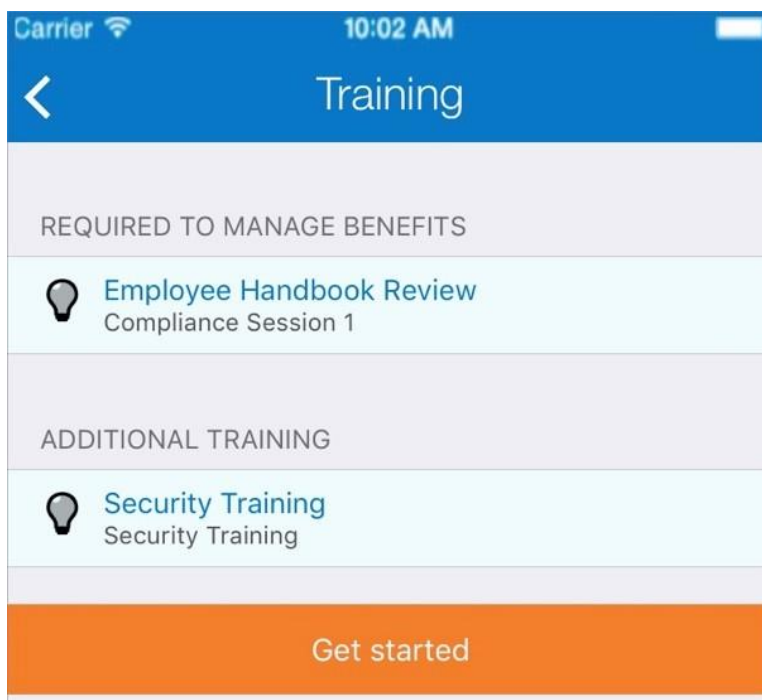 Carrier 10:02 AM
Training
REQUIRED TO MANAGE BENEFITS
Employee Handbook Review
Compliance Session 1
ADDITIONAL TRAINING
Security Training
Security Training
Get started